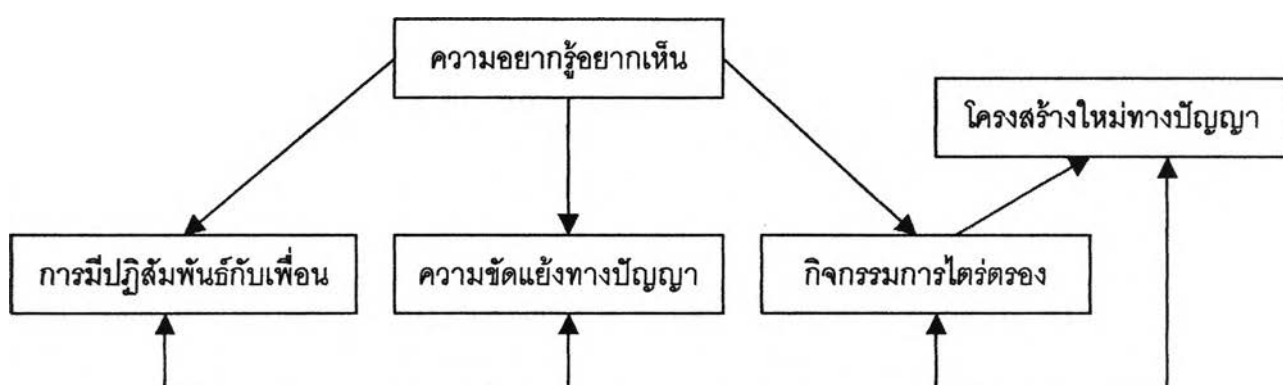 ความอยากรู้อยากเห็น
โครงสร้างใหม่ทางปัญญา
การมีปฏิสัมพันธ์กับเพื่อน
ความขัดแย้งทางปัญญา
กิจกรรมการไตร่ตรอง